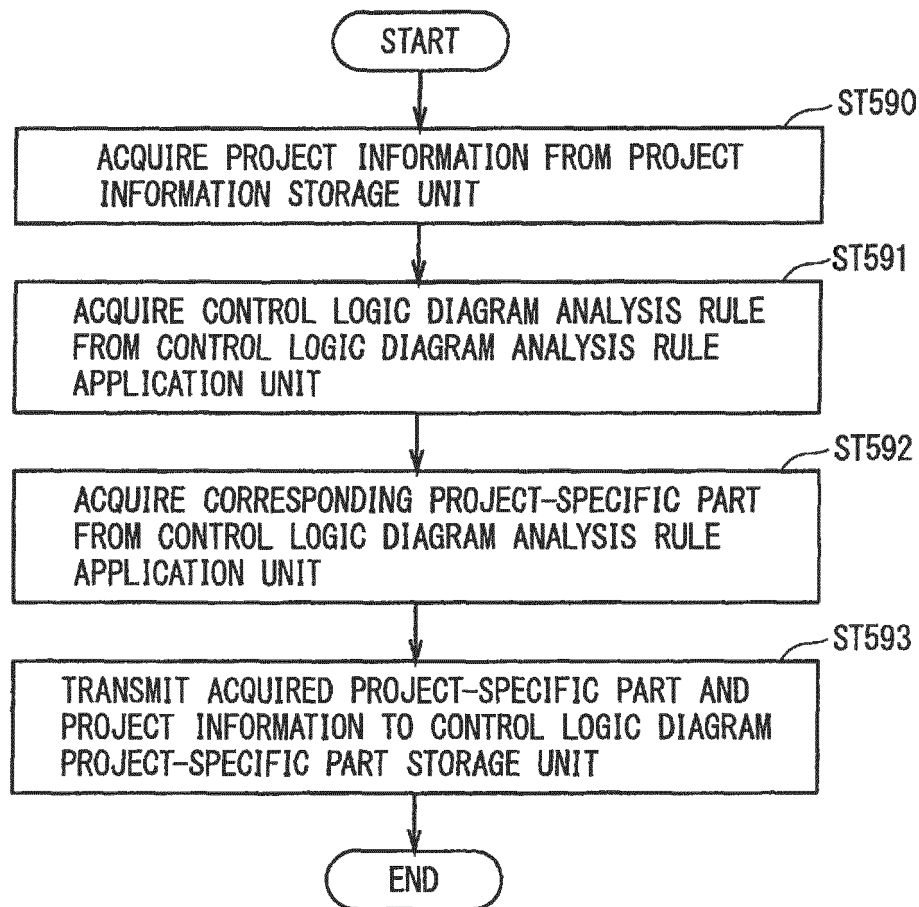 START
ST590
ACQUIRE PROJECT INFORMATION FROM PROJECT
INFORMATION STORAGE UNIT
ST591
ACQUIRE CONTROL LOGIC DIAGRAM ANALYSIS RULE
FROM CONTROL LOGIC DIAGRAM ANALYSIS RULE
APPLICATION UNIT
ST592
ACQUIRE CORRESPONDING PROJECT-SPECIFIC PART
FROM CONTROL LOGIC DIAGRAM ANALYSIS RULE
APPLICATION UNIT
ST593
TRANSMIT ACQUIRED PROJECT-SPECIFIC PART AND
PROJECT INFORMATION TO CONTROL LOGIC DIAGRAM
PROJECT-SPECIFIC PART STORAGE UNIT
END